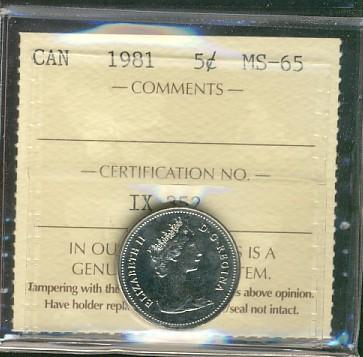 CAN 1981 5¢ MS-65
— COMMENTS —
— CERTIFICATION NO. —
IX 352
IN OU S IS A
GENU TEM.
Tampering with the s above opinion.
Have holder repl /seal not intact.
ELIZABETH II D·G·REGINA